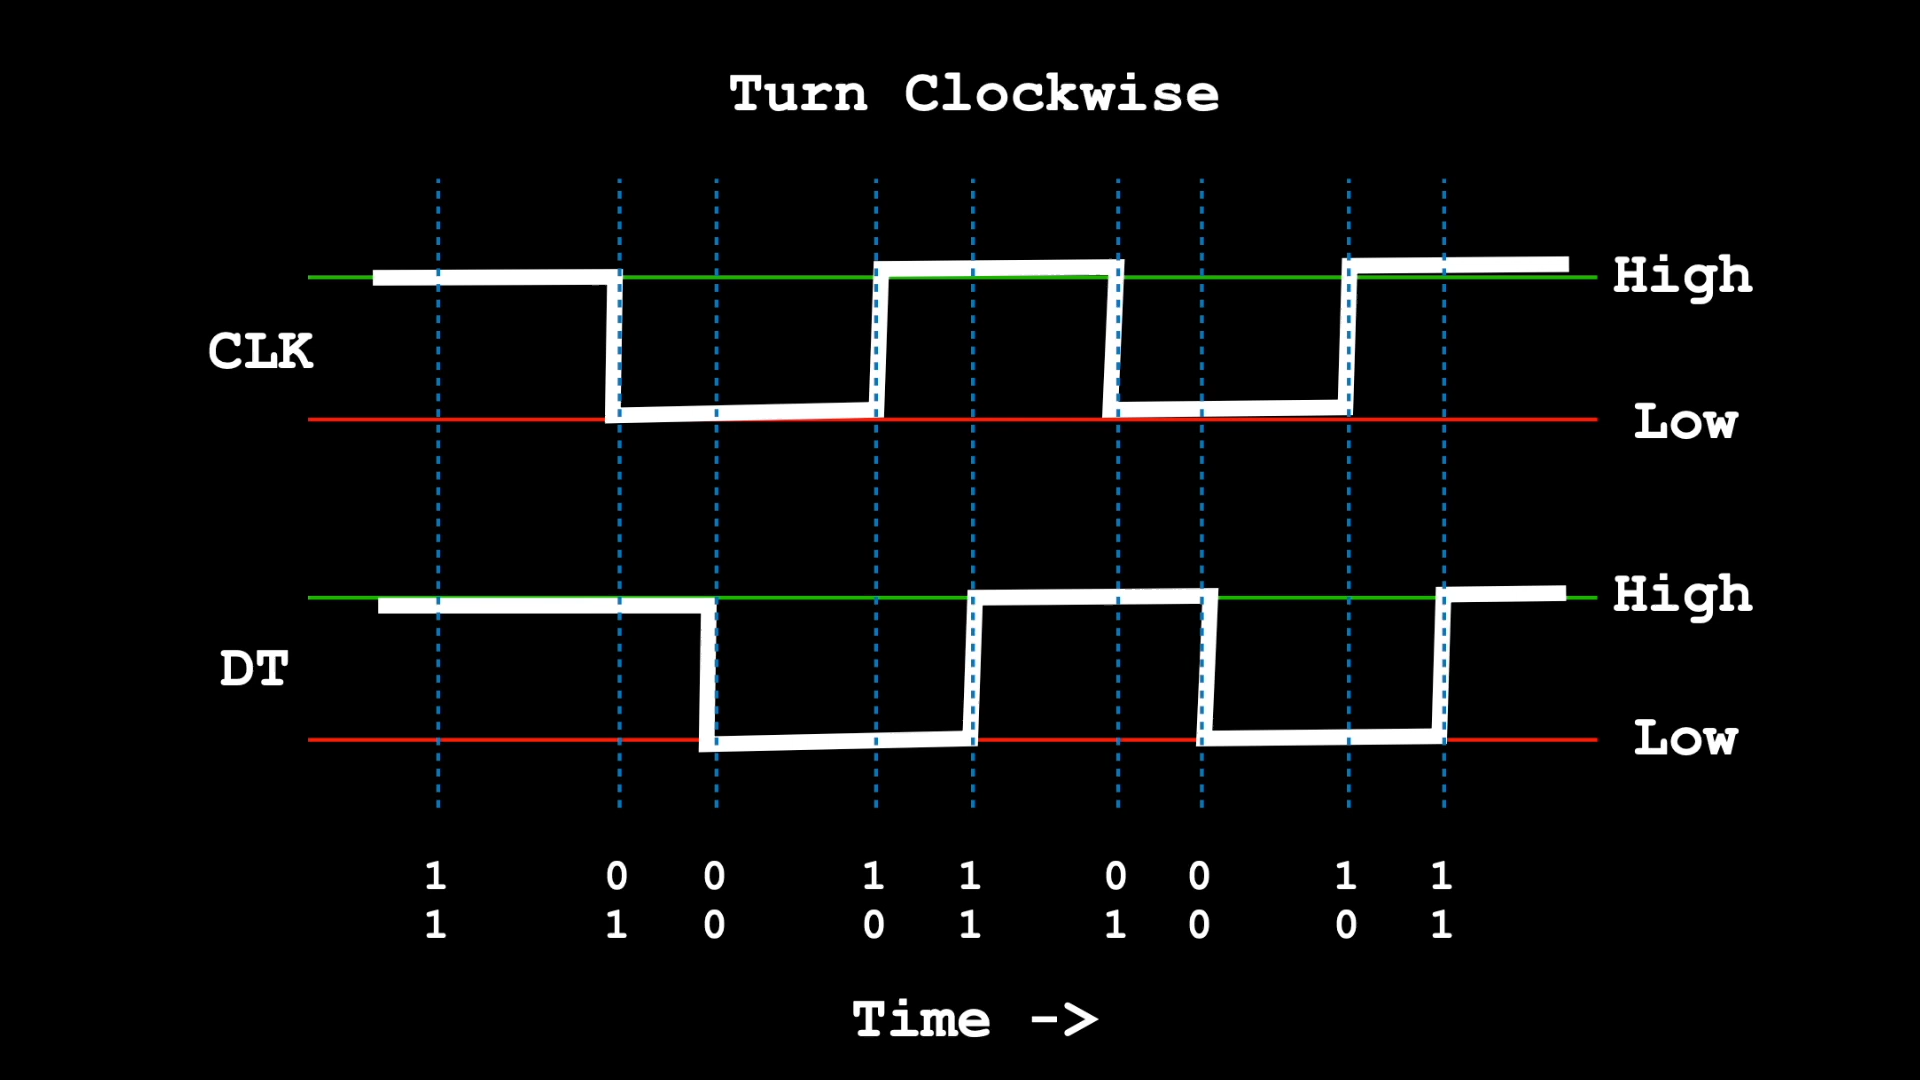 Turn Clockwise
High
CLK
Low
High
DT
Low
1 0 0 1 1 0 0 1 1
1 1 0 0 1 1 0 0 1
Time ->